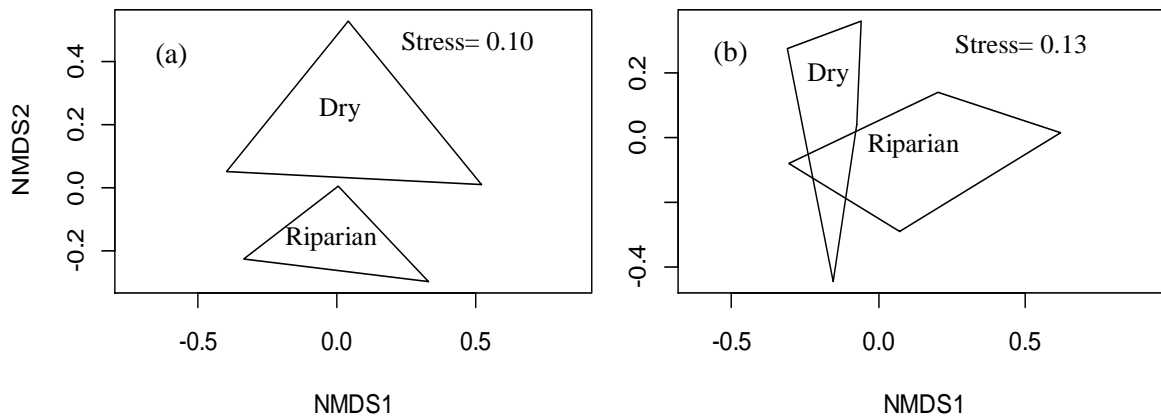 (a)
Stress= 0.10
Dry
Riparian
NMDS2
0.4
0.2
0.0
-0.2
-0.5
0.0
0.5
NMDS1
(b)
Stress= 0.13
Dry
Riparian
0.2
0.0
-0.4
-0.5
0.0
0.5
NMDS1